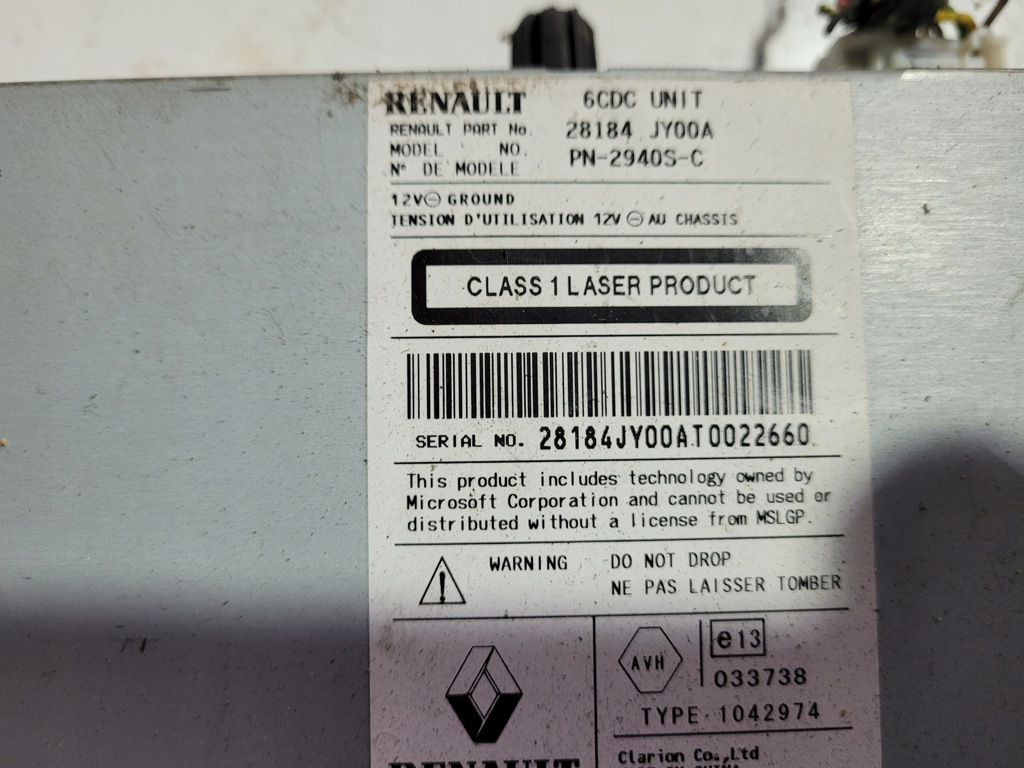 RENAULT 6CDC UNIT
RENAULT PART No. 28184 JY00A
MODEL NO. PN-2940S-C
N° DE MODELE
12V⊖ GROUND
TENSION D'UTILISATION 12V ⊖ AU CHASSIS
CLASS 1 LASER PRODUCT
SERIAL NO. 28184JY00AT0022660
This product includes technology owned by
Microsoft Corporation and cannot be used or
distributed without a license from MSLGP.
WARNING DO NOT DROP
NE PAS LAISSER TOMBER
AVH e13
033738
TYPE 1042974
Clarion Co.,Ltd
RENAULT